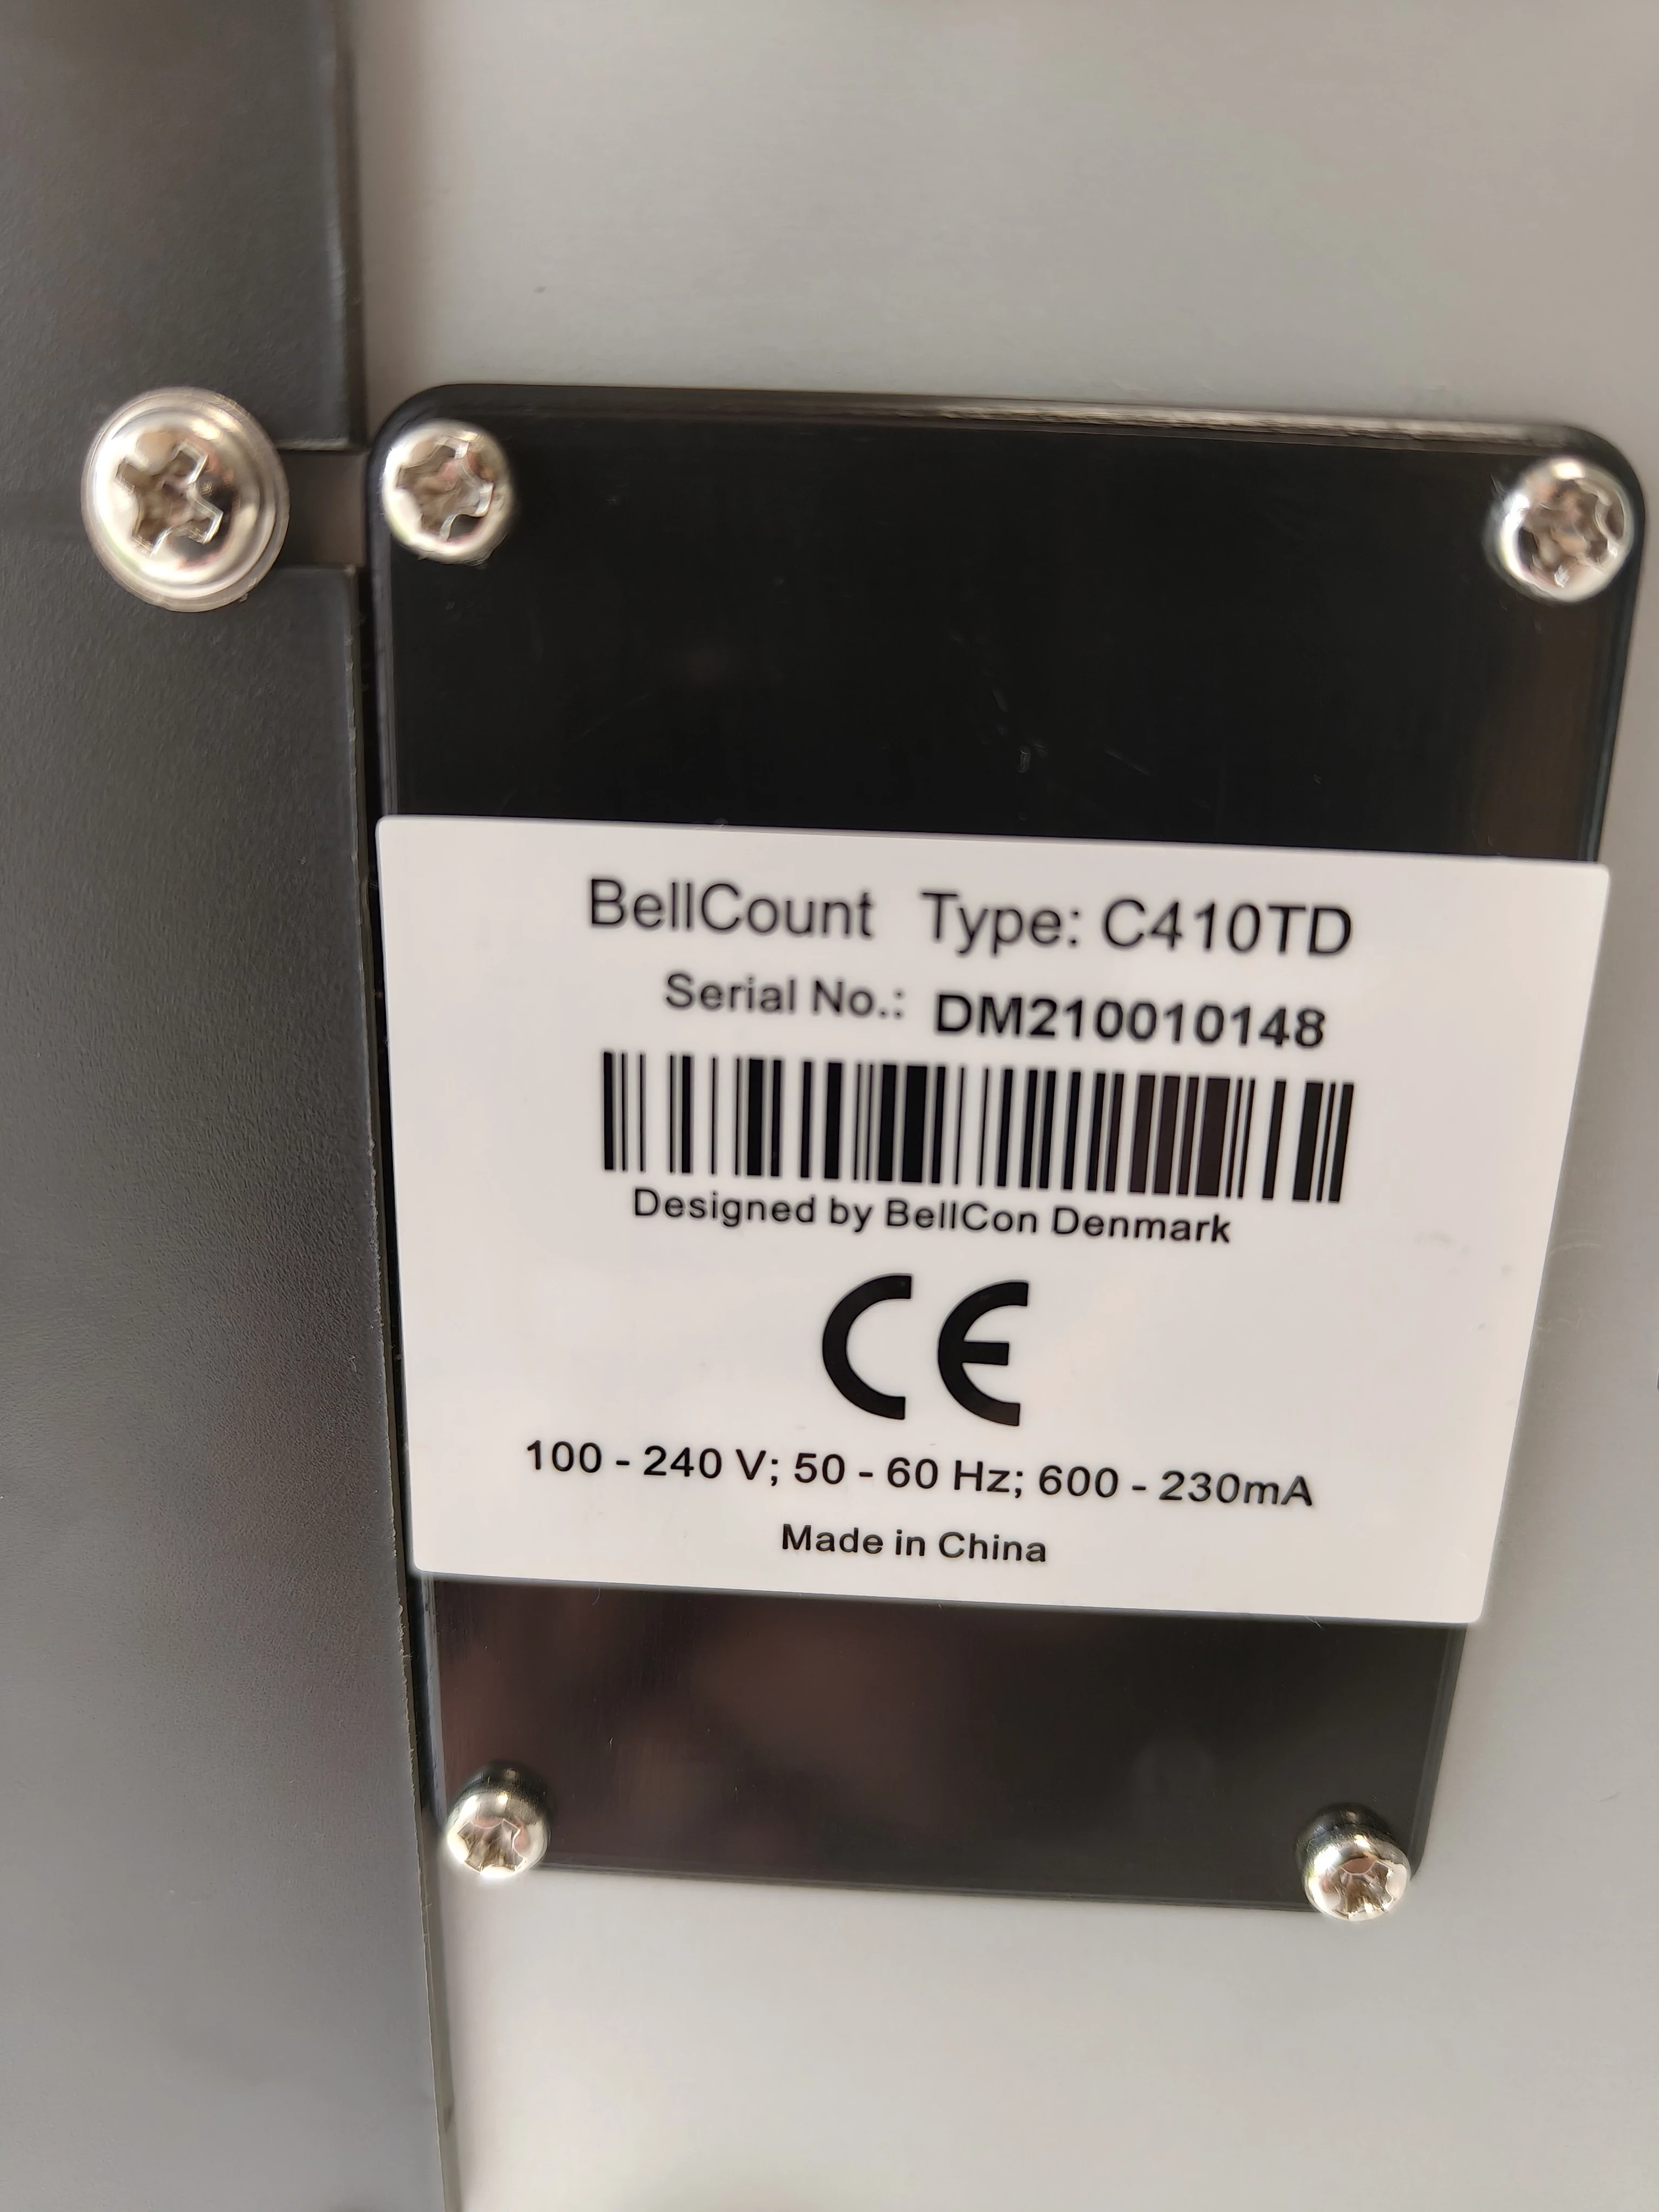 BellCount Type: C410TD
Serial No.: DM210010148
Designed by BellCon Denmark
CE
100 - 240 V; 50 - 60 Hz; 600 - 230mA
Made in China